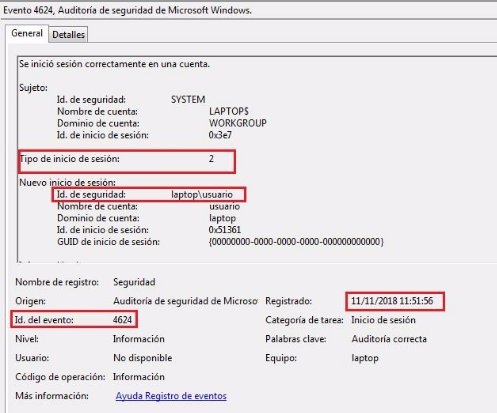 Evento 4624, Auditoría de seguridad de Microsoft Windows.
General Detalles
Se inició sesión correctamente en una cuenta.
Sujeto:
Id. de seguridad: SYSTEM
Nombre de cuenta: LAPTOP$
Dominio de cuenta: WORKGROUP
Id. de inicio de sesión: 0x3e7
Tipo de inicio de sesión: 2
Nuevo inicio de sesión:
Id. de seguridad: laptop\usuario
Nombre de cuenta: usuario
Dominio de cuenta: laptop
Id. de inicio de sesión: 0x51361
GUID de inicio de sesión: {00000000-0000-0000-0000-000000000000}
Nombre de registro: Seguridad
Origen: Auditoría de seguridad de Microso Registrado: 11/11/2018 11:51:56
Id. del evento: 4624 Categoría de tarea: Inicio de sesión
Nivel: Información Palabras clave: Auditoría correcta
Usuario: No disponible Equipo: laptop
Código de operación: Información
Más información: Ayuda Registro de eventos